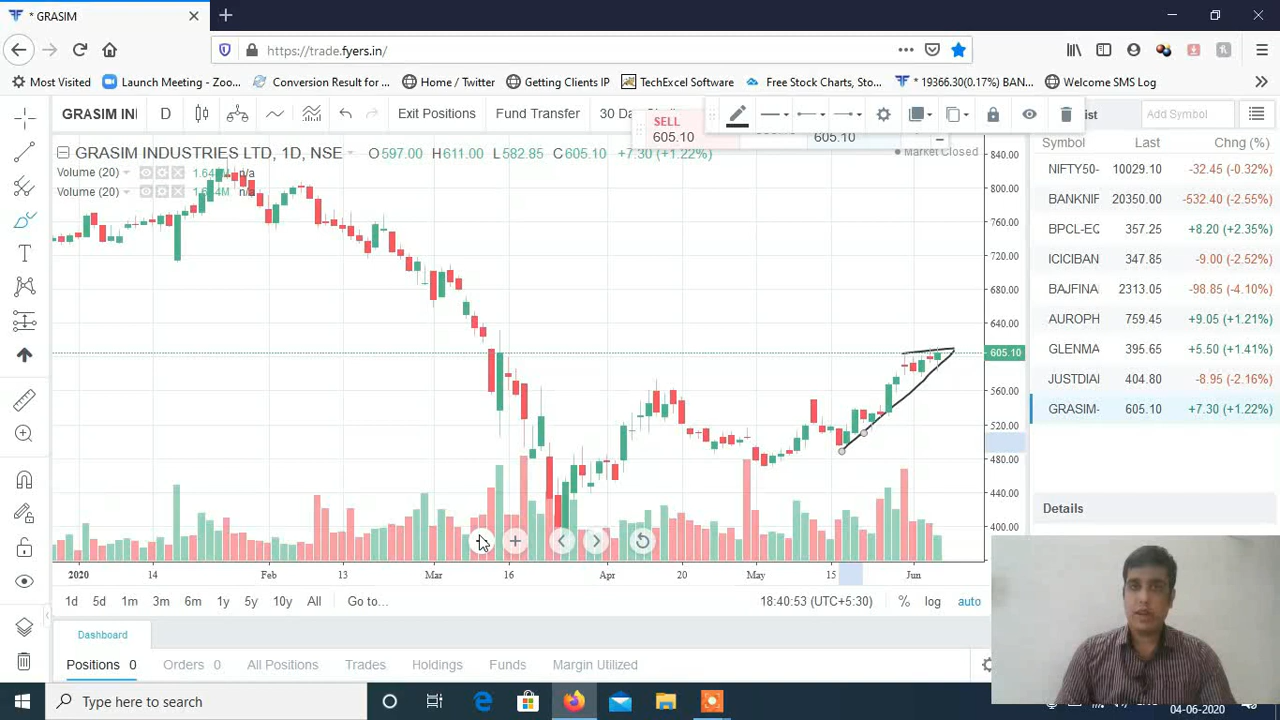 * GRASIM
https://trade.fyers.in/
Most Visited
Launch Meeting - Zoo...
Conversion Result for ...
Home / Twitter
Getting Clients IP
TechExcel Software
Free Stock Charts, Sto...
* 19366.30(0.17%) BAN...
Welcome SMS Log
GRASIM IN
D
Exit Positions
Fund Transfer
30 Da
SELL
605.10
605.10
Add Symbol
GRASIM INDUSTRIES LTD, 1D, NSE
O597.00 H611.00 L582.85 C605.10 +7.30 (+1.22%)
Market Closed
Volume (20)
n/a
Volume (20)
n/a
840.00
800.00
760.00
720.00
680.00
640.00
605.10
560.00
520.00
480.00
440.00
400.00
Symbol Last Chng (%)
NIFTY50- 10029.10 -32.45 (-0.32%)
BANKNIF 20350.00 -532.40 (-2.55%)
BPCL-EQ 357.25 +8.20 (+2.35%)
ICICIBAN 347.85 -9.00 (-2.52%)
BAJFINA 2313.05 -98.85 (-4.10%)
AUROPH 759.45 +9.05 (+1.21%)
GLENMA 395.65 +5.50 (+1.41%)
JUSTDIAI 404.80 -8.95 (-2.16%)
GRASIM- 605.10 +7.30 (+1.22%)
Details
2020 14 Feb 13 Mar 16 Apr 20 May 15 Jun
1d 5d 1m 3m 6m 1y 5y 10y All Go to...
18:40:53 (UTC+5:30) % log auto
Dashboard
Positions 0 Orders 0 All Positions Trades Holdings Funds Margin Utilized
Type here to search
04-06-2020